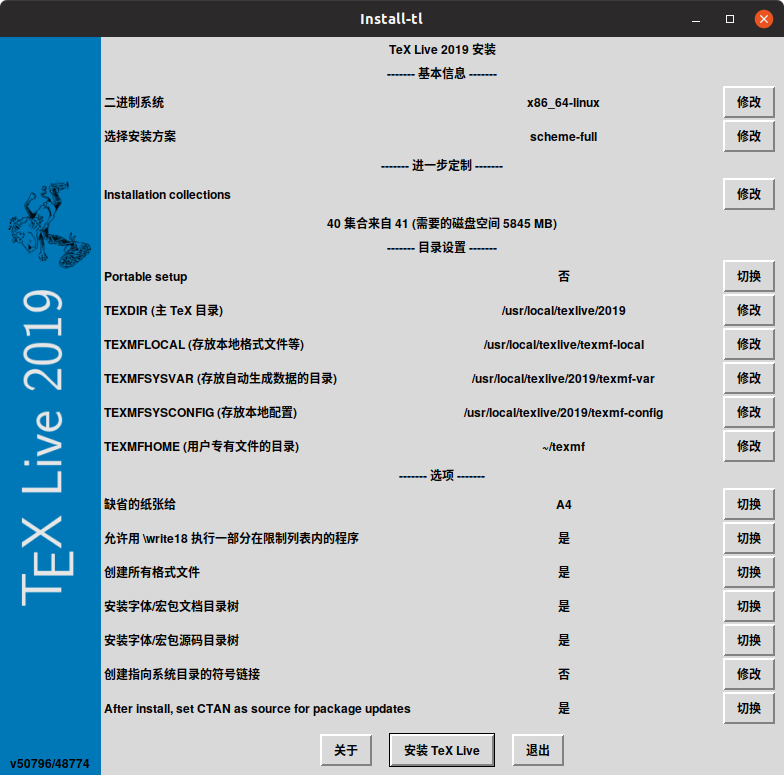 Install-tl
TeX Live 2019 安装
------- 基本信息 -------
二进制系统 x86_64-linux 修改
选择安装方案 scheme-full 修改
------- 进一步定制 -------
Installation collections 修改
40 集合来自 41 (需要的磁盘空间 5845 MB)
------- 目录设置 -------
Portable setup 否 切换
TEXDIR (主 TeX 目录) /usr/local/texlive/2019 修改
TEXMFLOCAL (存放本地格式文件等) /usr/local/texlive/texmf-local 修改
TEXMFSYSVAR (存放自动生成数据的目录) /usr/local/texlive/2019/texmf-var 修改
TEXMFSYSCONFIG (存放本地配置) /usr/local/texlive/2019/texmf-config 修改
TEXMFHOME (用户专有文件的目录) ~/texmf 修改
------- 选项 -------
缺省的纸张给 A4 切换
允许用 \write18 执行一部分在限制列表内的程序 是 切换
创建所有格式文件 是 切换
安装字体/宏包文档目录树 是 切换
安装字体/宏包源码目录树 是 切换
创建指向系统目录的符号链接 否 修改
After install, set CTAN as source for package updates 是 切换
关于 安装 TeX Live 退出
TEX Live 2019
v50796/48774